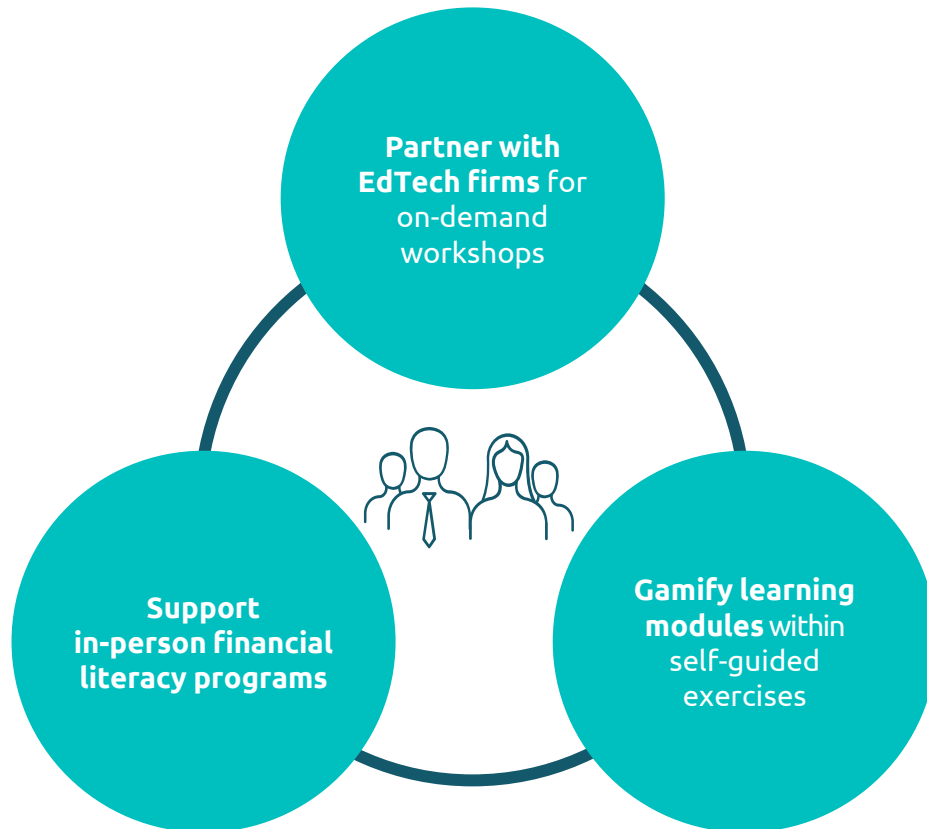 Partner with
EdTech firms for
on-demand
workshops
Support
in-person financial
literacy programs
Gamify learning
modules within
self-guided
exercises